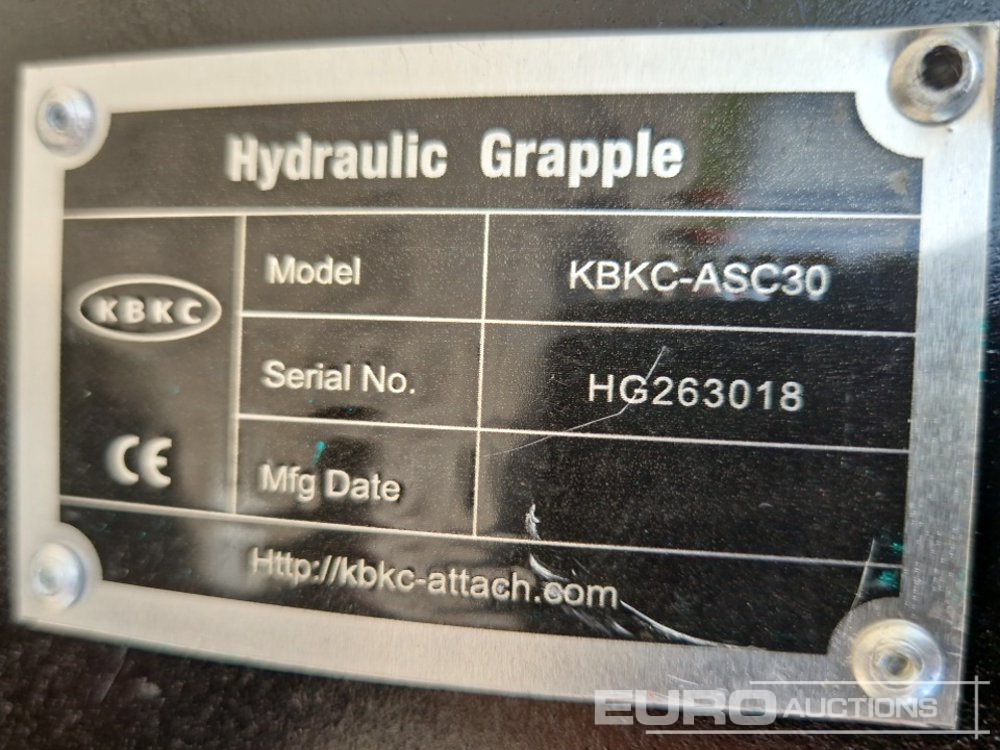 Hydraulic Grapple
KBKC
Model KBKC-ASC30
Serial No. HG263018
CE
Mfg Date
Http://kbkc-attach.com
EURO AUCTIONS